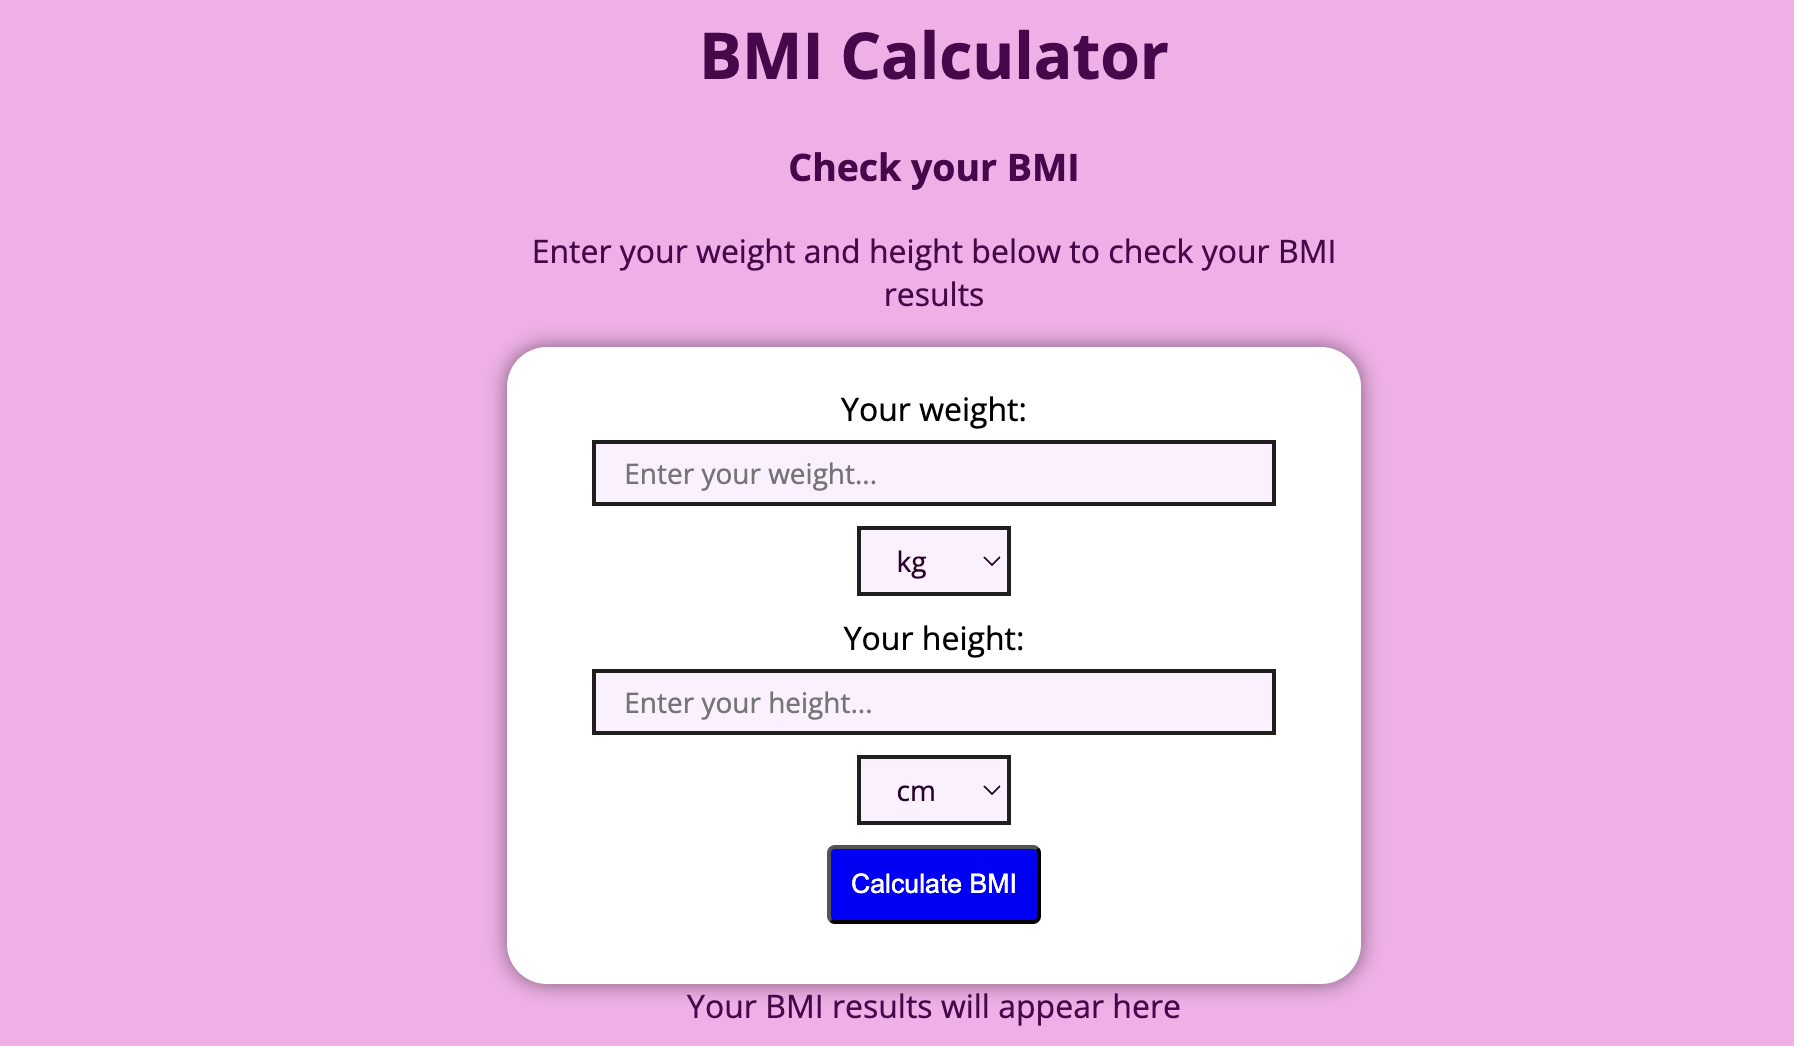 BMI Calculator
Check your BMI
Enter your weight and height below to check your BMI
results
Your weight:
Enter your weight...
kg
Your height:
Enter your height...
cm
Calculate BMI
Your BMI results will appear here